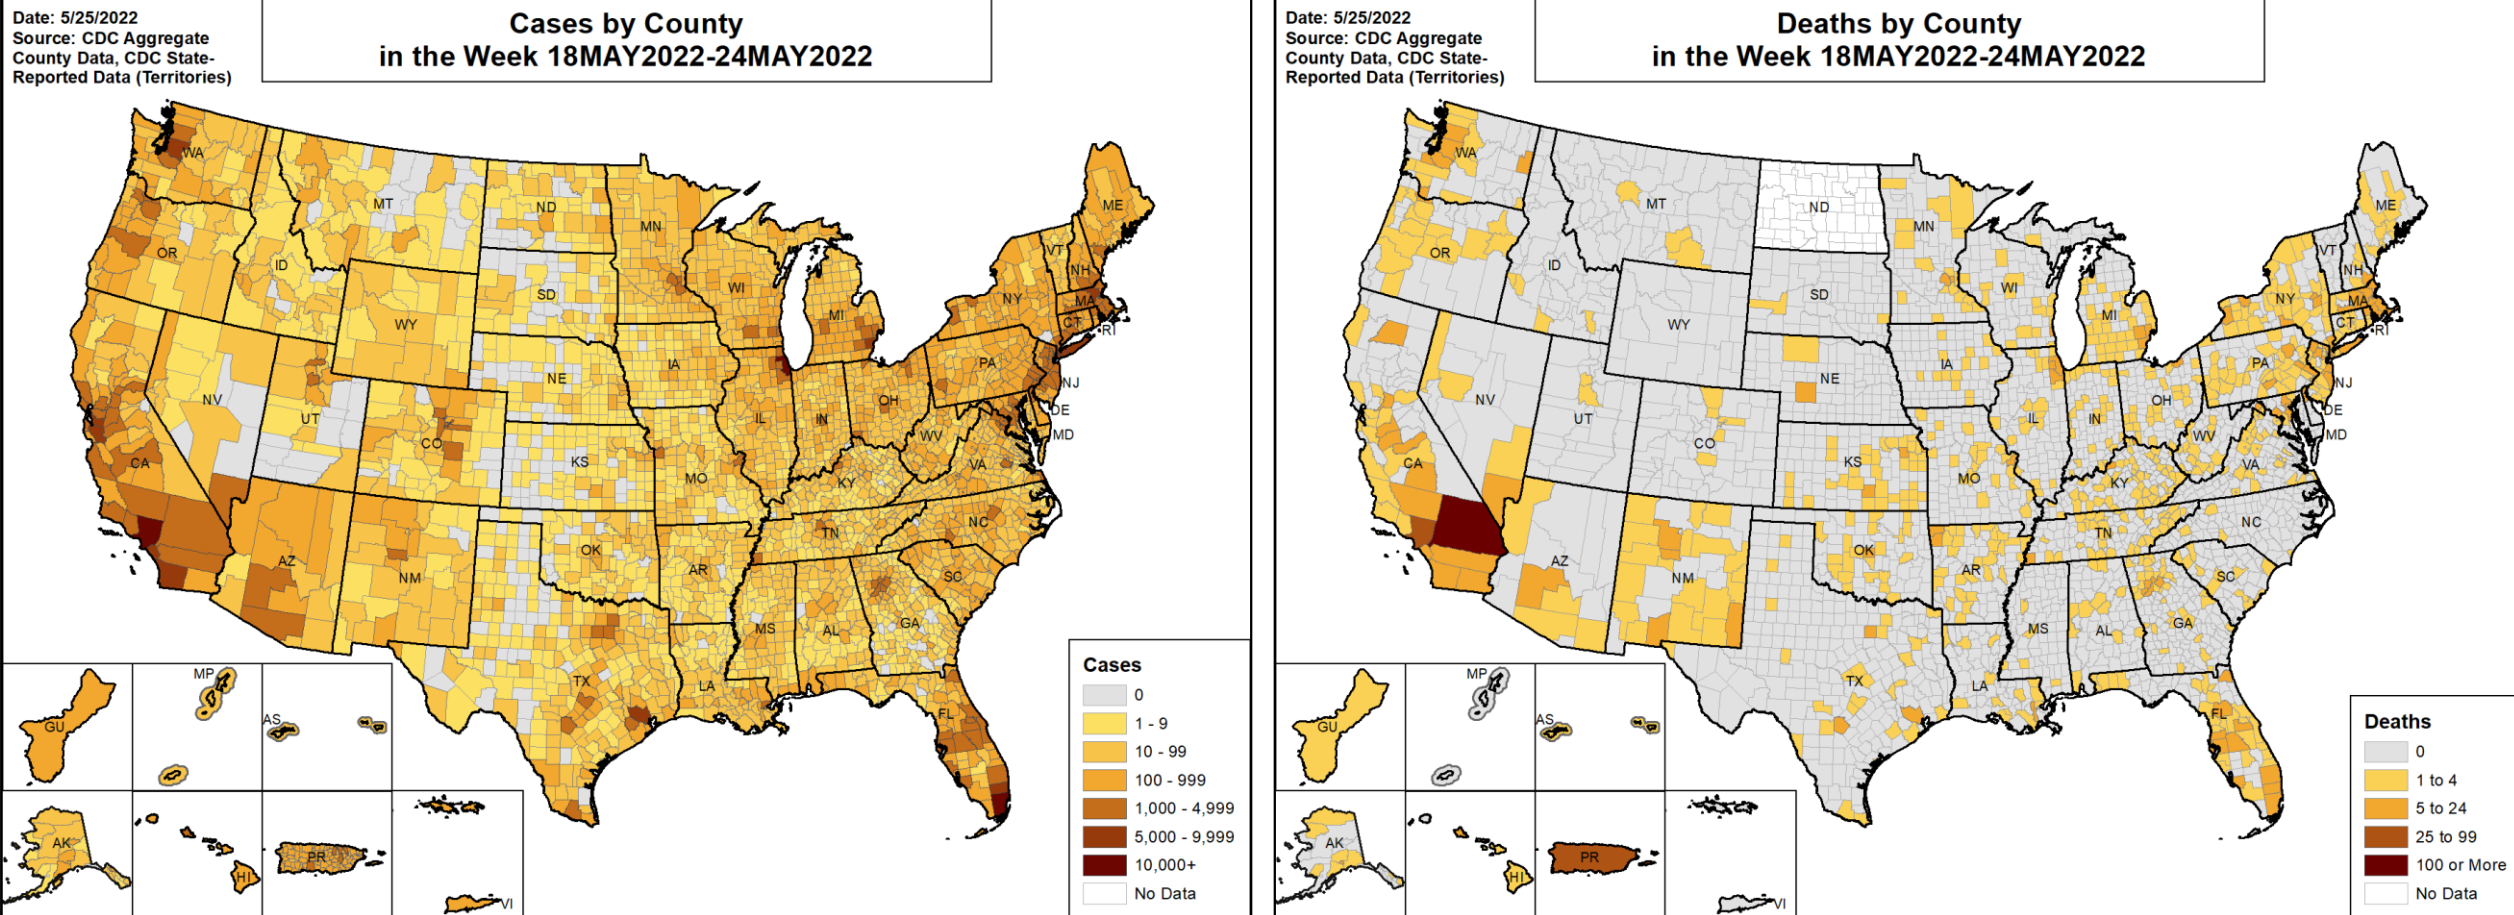 Date: 5/25/2022
Source: CDC Aggregate
County Data, CDC State-
Reported Data (Territories)
Cases by County
in the Week 18MAY2022-24MAY2022
WA
MT
ND
MN
ME
OR
ID
SD
WI
VT
NH
NY
MA
WY
MI
CT
RI
IA
PA
NE
NJ
NV
UT
CO
IL
IN
OH
DE
MD
WV
CA
KS
MO
KY
VA
AZ
NM
OK
AR
TN
NC
SC
MS
AL
GA
TX
LA
FL
GU
MP
AS
AK
HI
PR
VI
Cases
0
1 - 9
10 - 99
100 - 999
1,000 - 4,999
5,000 - 9,999
10,000+
No Data
Date: 5/25/2022
Source: CDC Aggregate
County Data, CDC State-
Reported Data (Territories)
Deaths by County
in the Week 18MAY2022-24MAY2022
WA
MT
ND
MN
ME
OR
ID
SD
WI
VT
NH
NY
MA
WY
MI
CT
RI
IA
PA
NE
NJ
NV
UT
CO
IL
IN
OH
DE
MD
WV
CA
KS
MO
KY
VA
AZ
NM
OK
AR
TN
NC
SC
MS
AL
GA
TX
LA
FL
GU
MP
AS
AK
HI
PR
VI
Deaths
0
1 to 4
5 to 24
25 to 99
100 or More
No Data